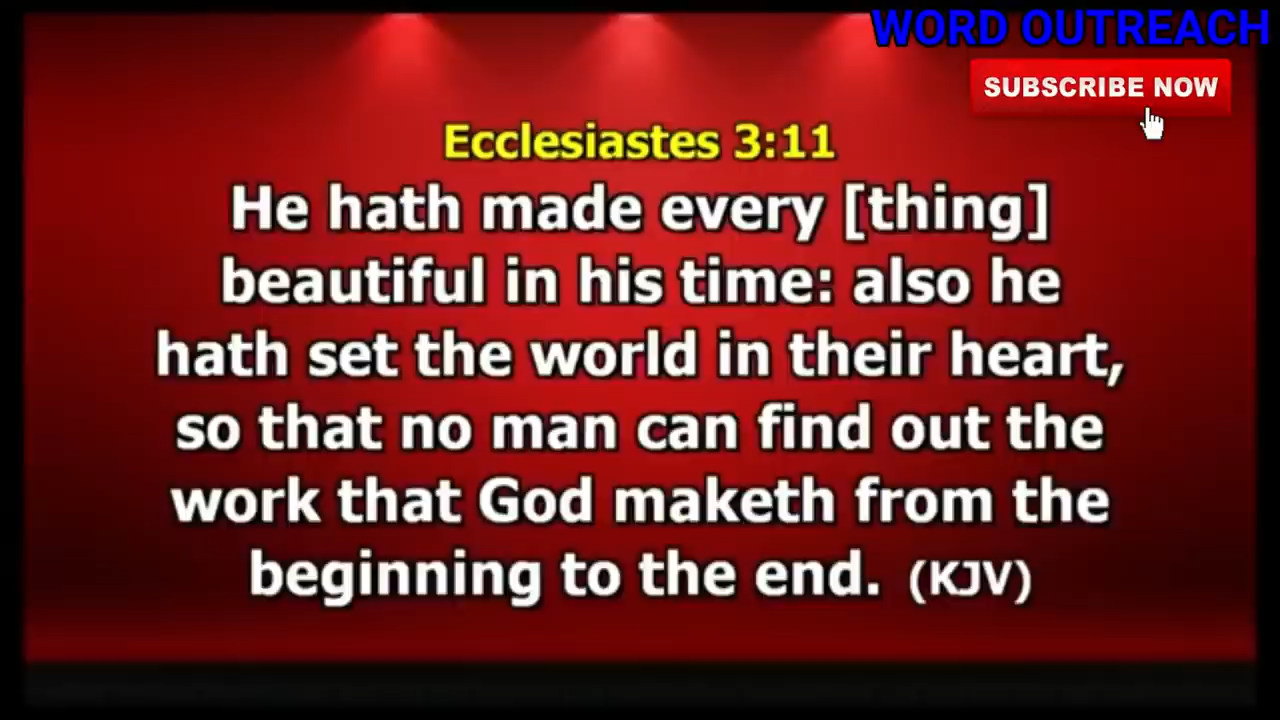 WORD OUTREACH
SUBSCRIBE NOW
Ecclesiastes 3:11
He hath made every [thing]
beautiful in his time: also he
hath set the world in their heart,
so that no man can find out the
work that God maketh from the
beginning to the end. (KJV)